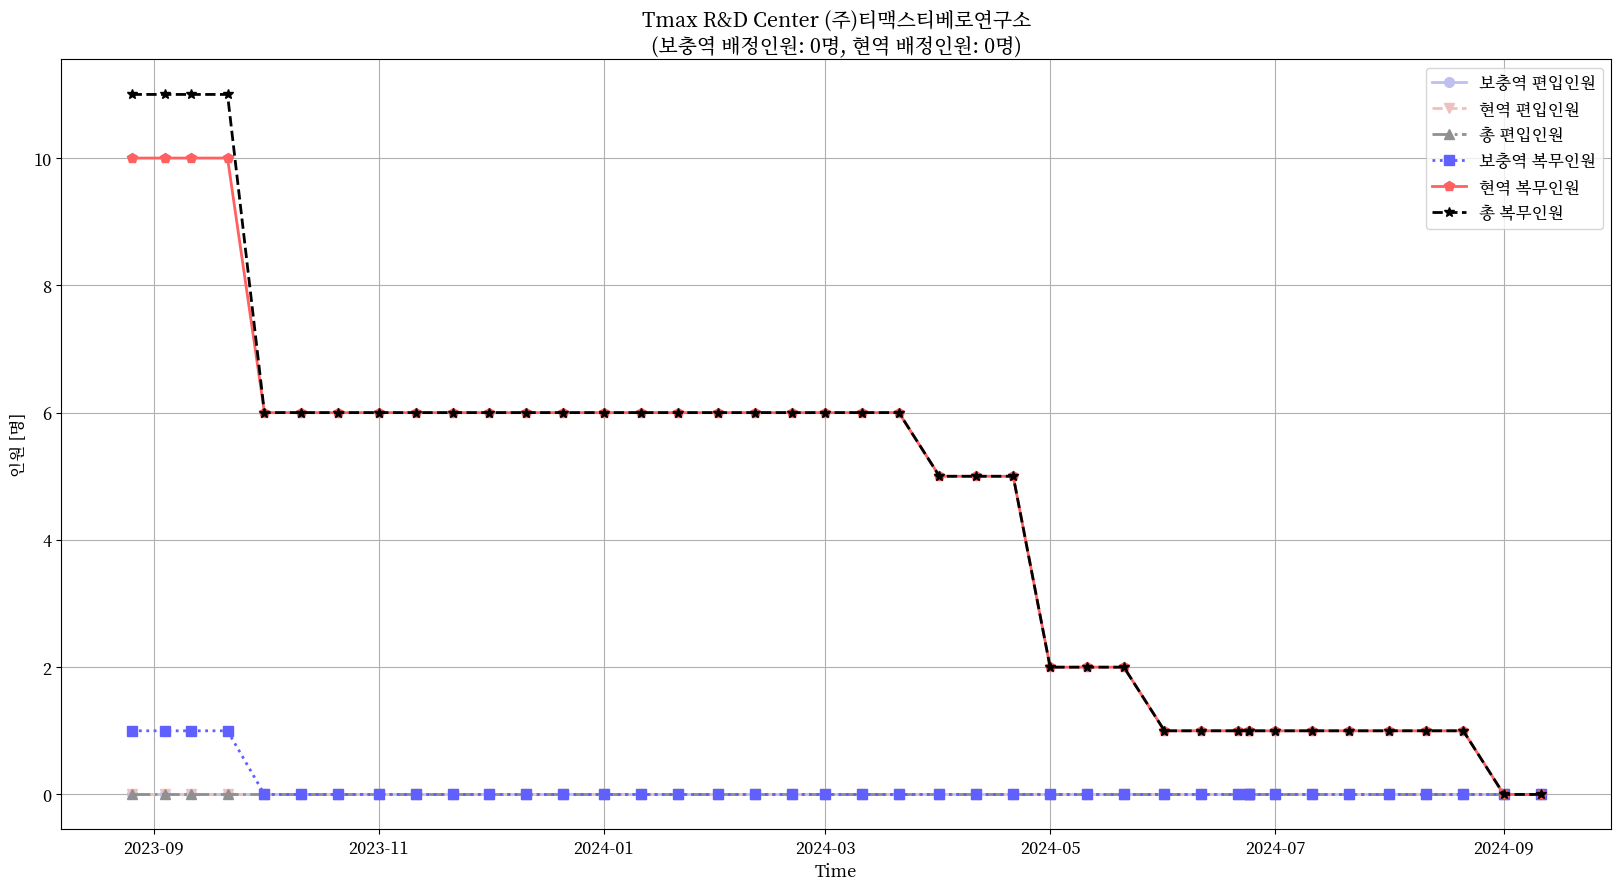 Tmax R&D Center (주)티맥스티베로연구소
(보충역 배정인원: 0명, 현역 배정인원: 0명)
보충역 편입인원
현역 편입인원
총 편입인원
보충역 복무인원
현역 복무인원
총 복무인원
인원 [명]
10
8
6
4
2
0
2023-09
2023-11
2024-01
2024-03
2024-05
2024-07
2024-09
Time